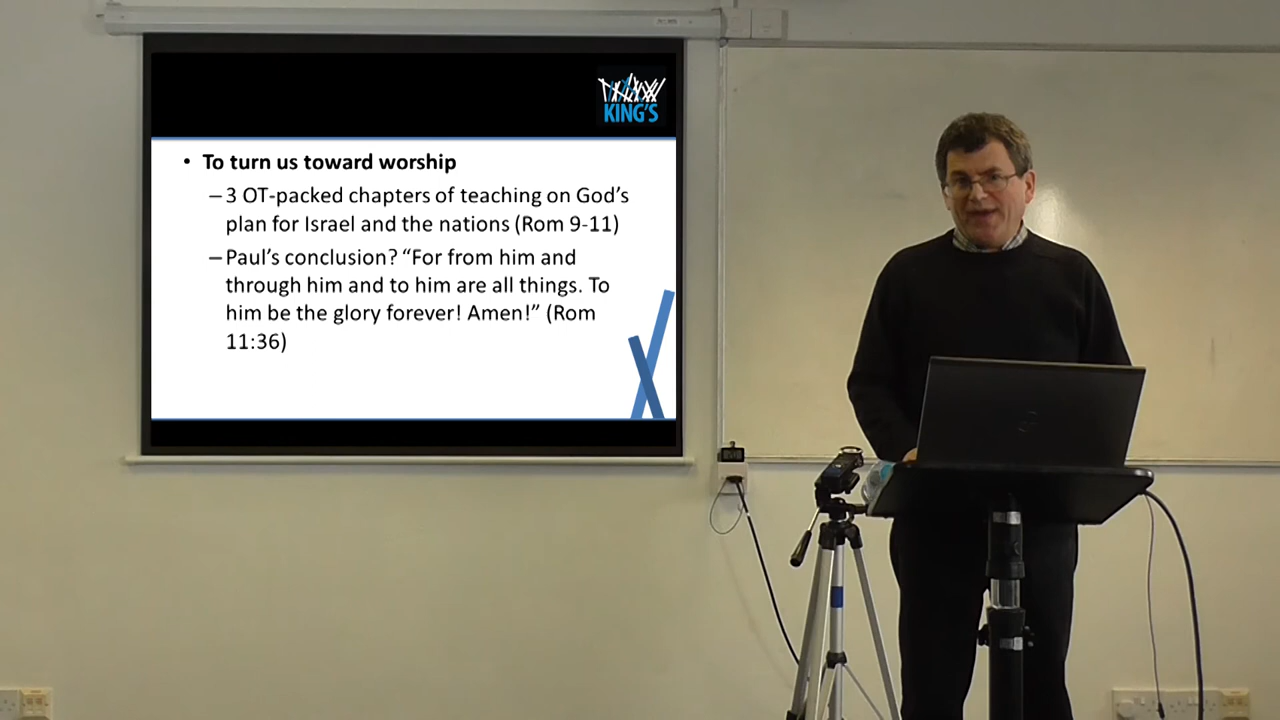 KING'S
• To turn us toward worship
– 3 OT-packed chapters of teaching on God's
plan for Israel and the nations (Rom 9-11)
– Paul's conclusion? “For from him and
through him and to him are all things. To
him be the glory forever! Amen!” (Rom
11:36)